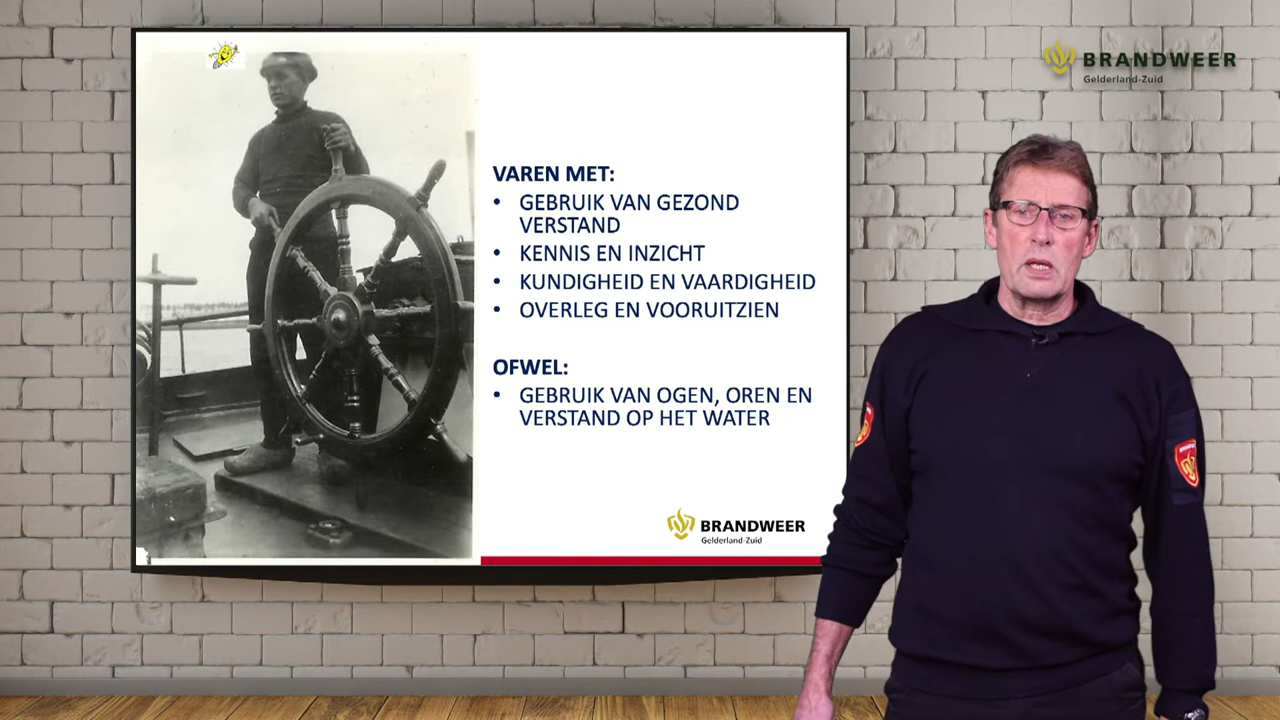 VAREN MET:
• GEBRUIK VAN GEZOND
VERSTAND
• KENNIS EN INZICHT
• KUNDIGHEID EN VAARDIGHEID
• OVERLEG EN VOORUITZIEN
OFWEL:
• GEBRUIK VAN OGEN, OREN EN
VERSTAND OP HET WATER
BRANDWEER
Gelderland-Zuid
BRANDWEER
Gelderland-Zuid